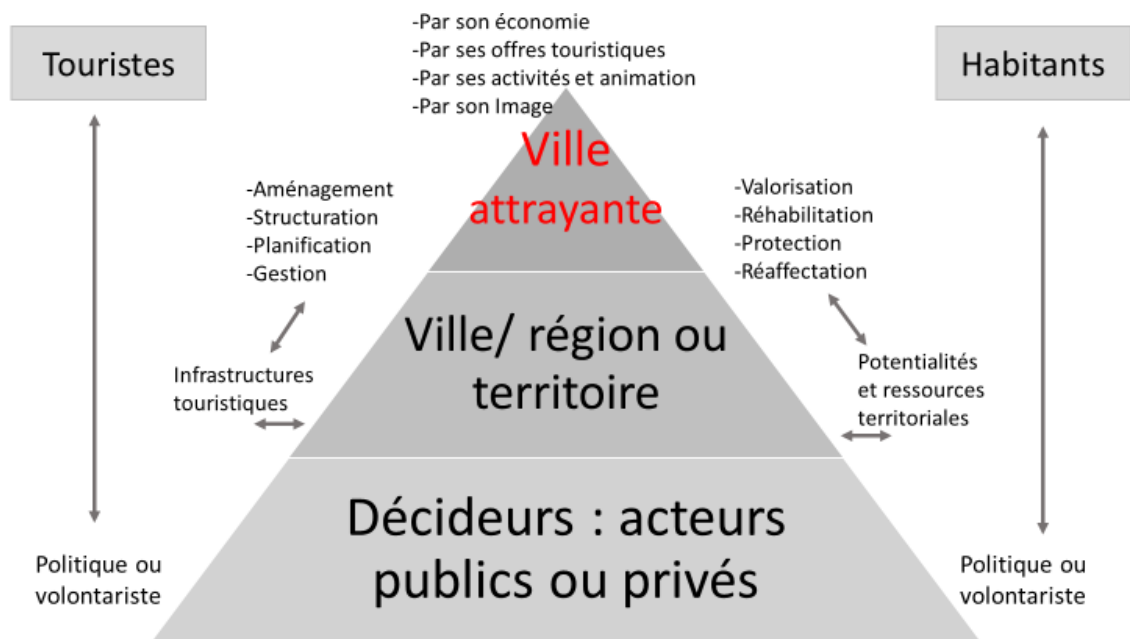 -Par son économie
-Par ses offres touristiques
-Par ses activités et animation
-Par son Image
Touristes
Habitants
Ville
attrayante
-Aménagement
-Structuration
-Planification
-Gestion
-Valorisation
-Réhabilitation
-Protection
-Réaffectation
Ville/ région ou
territoire
Infrastructures
touristiques
Potentialités
et ressources
territoriales
Décideurs : acteurs
publics ou privés
Politique ou
volontariste
Politique ou
volontariste